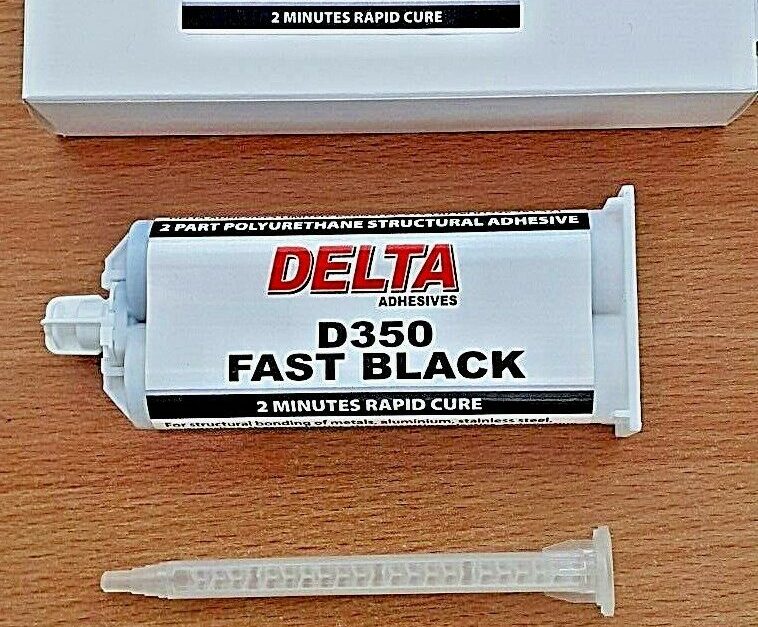 2 MINUTES RAPID CURE
2 PART POLYURETHANE STRUCTURAL ADHESIVE
DELTA
ADHESIVES
D350
FAST BLACK
2 MINUTES RAPID CURE
For structural bonding of metals, aluminium, stainless steel,